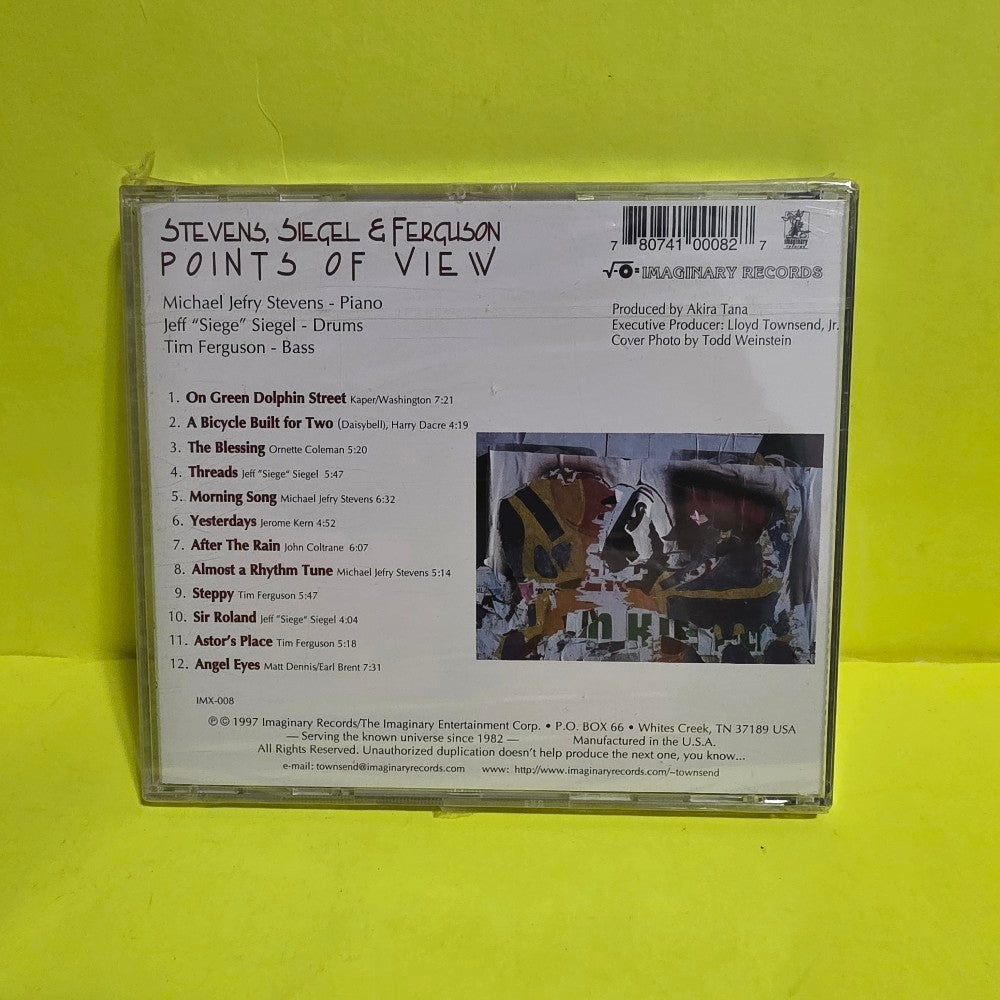 STEVENS, SIEGEL & FERGUSON
POINTS OF VIEW
Michael Jefry Stevens - Piano
Jeff "Siege" Siegel - Drums
Tim Ferguson - Bass
7 80741 00082 7
imaginary
records
√-0= IMAGINARY RECORDS
Produced by Akira Tana
Executive Producer: Lloyd Townsend, Jr.
Cover Photo by Todd Weinstein
1. On Green Dolphin Street Kaper/Washington 7:21
2. A Bicycle Built for Two (Daisybell), Harry Dacre 4:19
3. The Blessing Ornette Coleman 5:20
4. Threads Jeff "Siege" Siegel 5:47
5. Morning Song Michael Jefry Stevens 6:32
6. Yesterdays Jerome Kern 4:52
7. After The Rain John Coltrane 6:07
8. Almost a Rhythm Tune Michael Jefry Stevens 5:14
9. Steppy Tim Ferguson 5:47
10. Sir Roland Jeff "Siege" Siegel 4:04
11. Astor's Place Tim Ferguson 5:18
12. Angel Eyes Matt Dennis/Earl Brent 7:31
IMX-008
℗ © 1997 Imaginary Records/The Imaginary Entertainment Corp. • P.O. BOX 66 • Whites Creek, TN 37189 USA
— Serving the known universe since 1982 — Manufactured in the U.S.A.
All Rights Reserved. Unauthorized duplication doesn't help produce the next one, you know...
e-mail: townsend@imaginaryrecords.com www: http://www.imaginaryrecords.com/~townsend